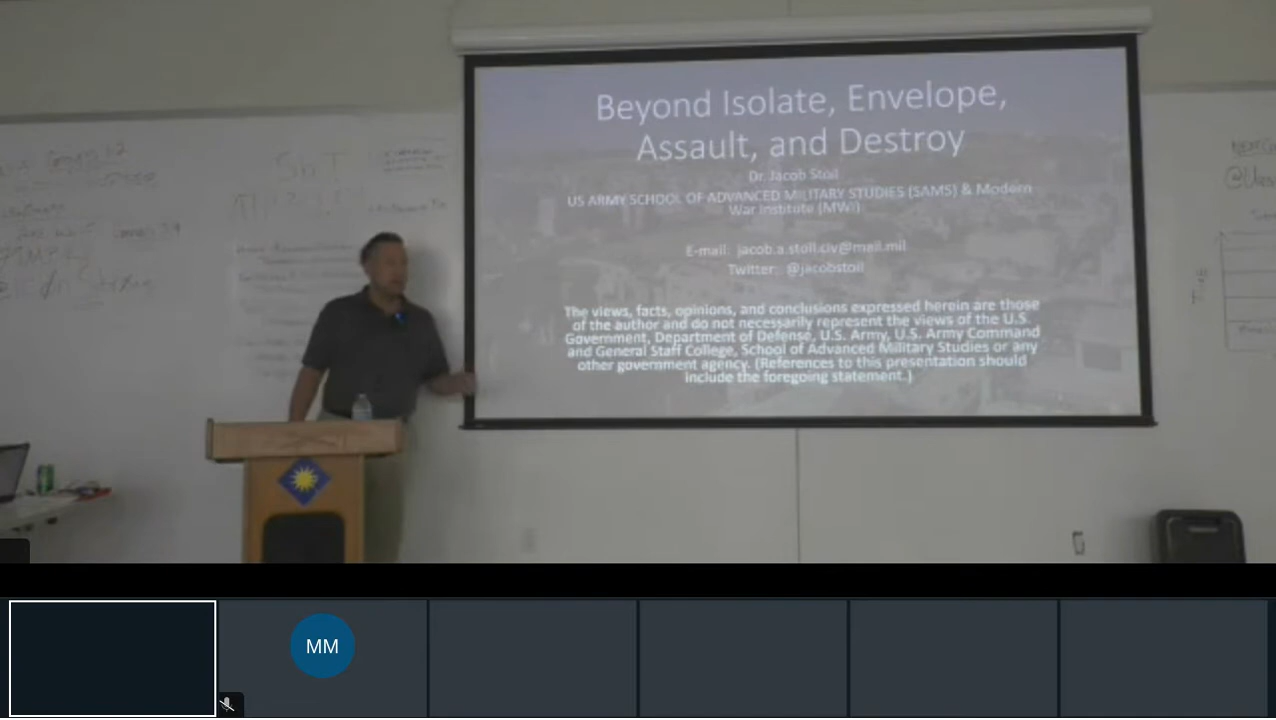 Beyond Isolate, Envelope,
Assault, and Destroy
Dr. Jacob Stoil
US ARMY SCHOOL OF ADVANCED MILITARY STUDIES (SAMS) & Modern
War Institute (MWI)
E-mail: jacob.a.stoil.civ@mail.mil
Twitter: @jacobstoil
The views, facts, opinions, and conclusions expressed herein are those
of the author and do not necessarily represent the views of the U.S.
Government, Department of Defense, U.S. Army, U.S. Army Command
and General Staff College, School of Advanced Military Studies or any
other government agency. (References to this presentation should
include the foregoing statement.)
MM